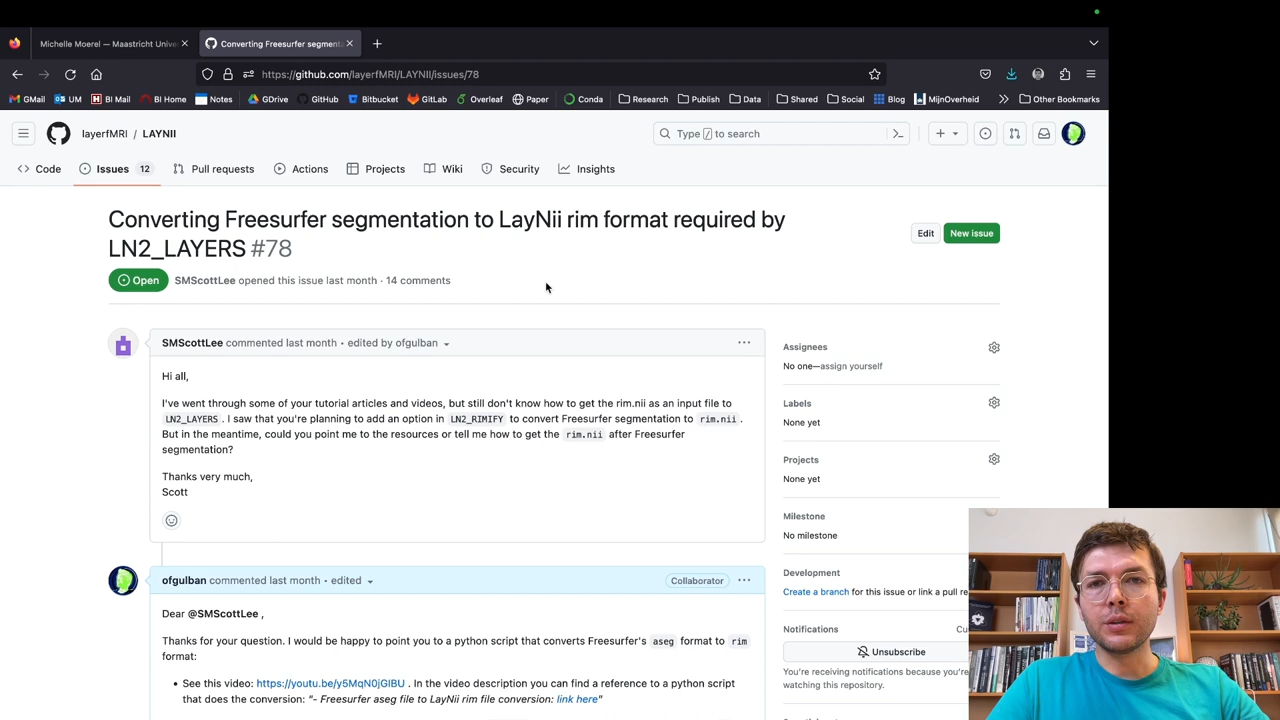 Michelle Moerel — Maastricht Unive
Converting Freesurfer segment
https://github.com/layerfMRI/LAYNII/issues/78
GMail
UM
BI Mail
BI Home
Notes
GDrive
GitHub
Bitbucket
GitLab
Overleaf
Paper
Conda
Research
Publish
Data
Shared
Social
Blog
MijnOverheid
Other Bookmarks
layerfMRI / LAYNII
Type / to search
Code
Issues 12
Pull requests
Actions
Projects
Wiki
Security
Insights
Converting Freesurfer segmentation to LayNii rim format required by
LN2_LAYERS #78
Edit
New issue
Open
SMScottLee opened this issue last month · 14 comments
SMScottLee commented last month • edited by ofgulban
Hi all,
I've went through some of your tutorial articles and videos, but still don't know how to get the rim.nii as an input file to
LN2_LAYERS . I saw that you're planning to add an option in LN2_RIMIFY to convert Freesurfer segmentation to rim.nii .
But in the meantime, could you point me to the resources or tell me how to get the rim.nii after Freesurfer
segmentation?
Thanks very much,
Scott
ofgulban commented last month • edited
Collaborator
Dear @SMScottLee ,
Thanks for your question. I would be happy to point you to a python script that converts Freesurfer's aseg format to rim
format:
• See this video: https://youtu.be/y5MqN0jGIBU . In the video description you can find a reference to a python script
that does the conversion: "- Freesurfer aseg file to LayNii rim file conversion: link here"
Assignees
No one—assign yourself
Labels
None yet
Projects
None yet
Milestone
No milestone
Development
Create a branch for this issue or link a pull re
Notifications
Cu
Unsubscribe
You're receiving notifications because you're
watching this repository.